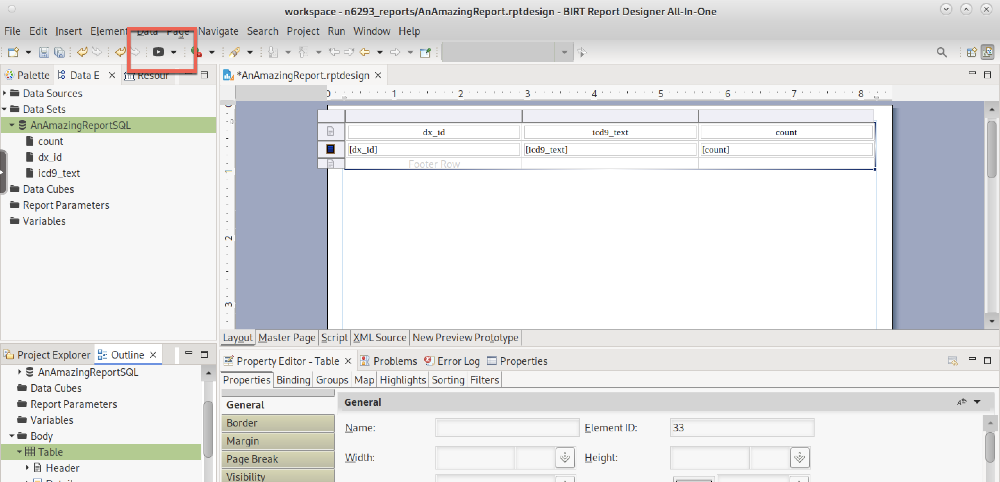 workspace - n6293_reports/AnAmazingReport.rptdesign - BIRT Report Designer All-In-One
File Edit Insert Element Data Page Navigate Search Project Run Window Help
Palette Data E Resour
*AnAmazingReport.rptdesign
Data Sources
Data Sets
AnAmazingReportSQL
count
dx_id
icd9_text
Data Cubes
Report Parameters
Variables
0 1 2 3 4 5 6 7 8
0
1
2
3
dx_id icd9_text count
[dx_id] [icd9_text] [count]
Footer Row
Layout Master Page Script XML Source New Preview Prototype
Project Explorer Outline
AnAmazingReportSQL
Data Cubes
Report Parameters
Variables
Body
Table
Header
Property Editor - Table Problems Error Log Properties
Properties Binding Groups Map Highlights Sorting Filters
General
Border
Margin
Page Break
Visibility
General
Name: Element ID: 33
Width: Height: